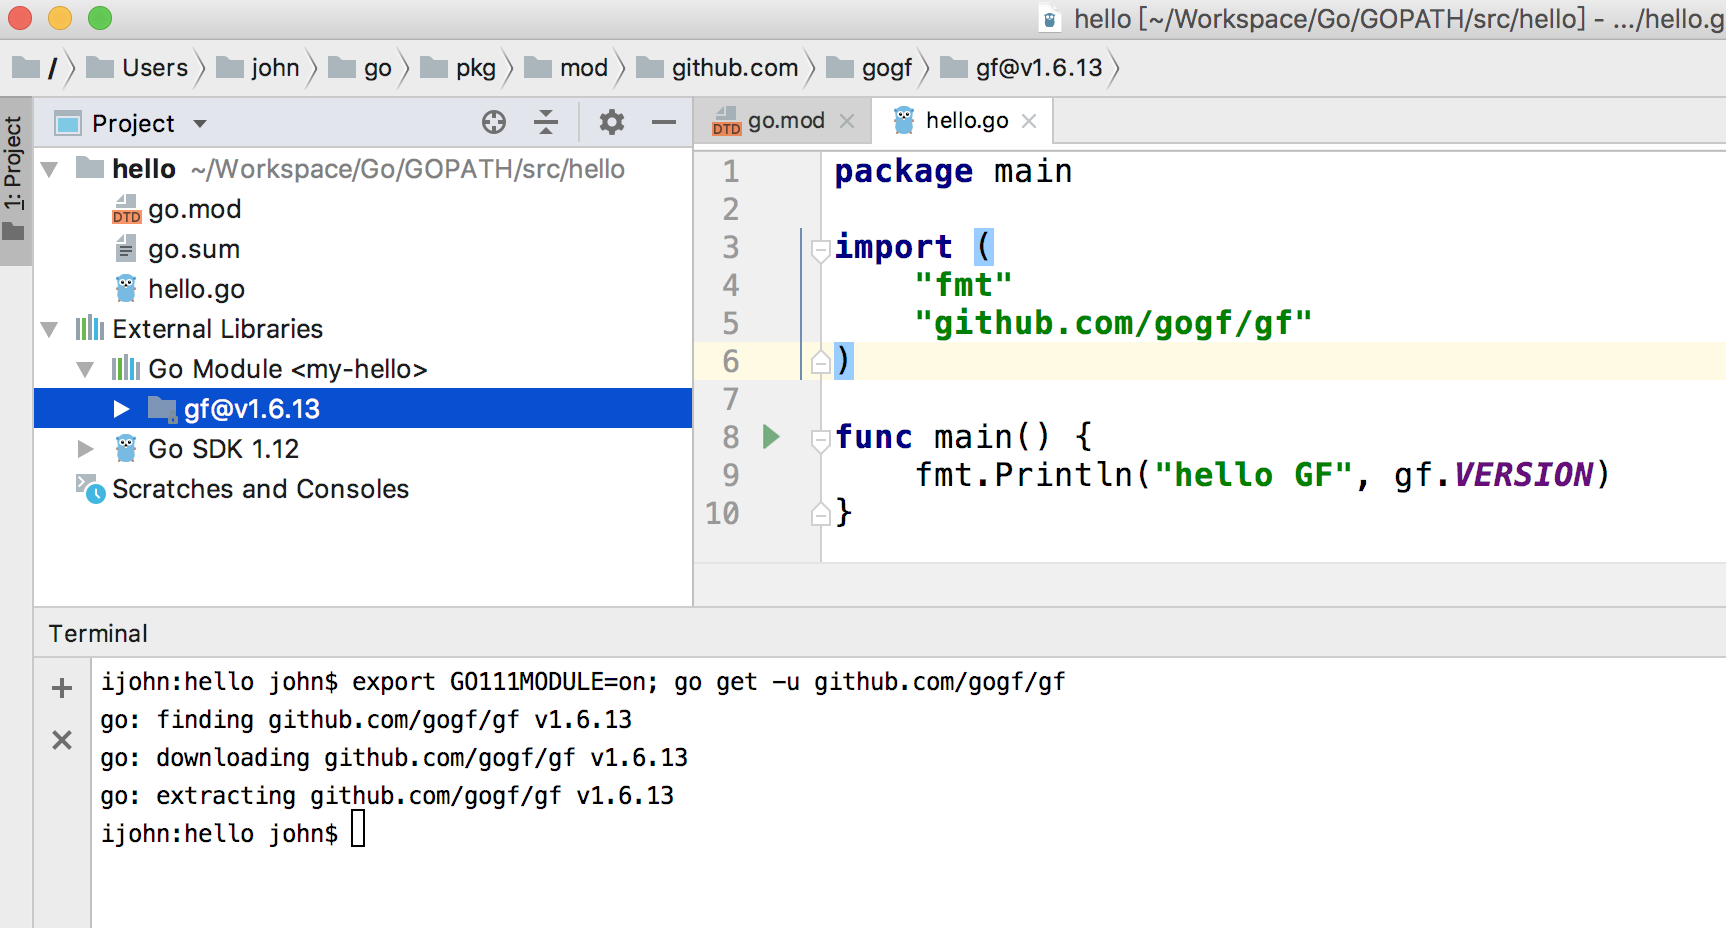 hello [~/Workspace/Go/GOPATH/src/hello] - .../hello.g
/ Users john go pkg mod github.com gogf gf@v1.6.13
1: Project
Project
hello ~/Workspace/Go/GOPATH/src/hello
DTD go.mod
go.sum
hello.go
External Libraries
Go Module <my-hello>
gf@v1.6.13
Go SDK 1.12
Scratches and Consoles
DTD go.mod hello.go
1 package main
2
3 import (
4 "fmt"
5 "github.com/gogf/gf"
6 )
7
8 func main() {
9 fmt.Println("hello GF", gf.VERSION)
10 }
Terminal
ijohn:hello john$ export GO111MODULE=on; go get -u github.com/gogf/gf
go: finding github.com/gogf/gf v1.6.13
go: downloading github.com/gogf/gf v1.6.13
go: extracting github.com/gogf/gf v1.6.13
ijohn:hello john$